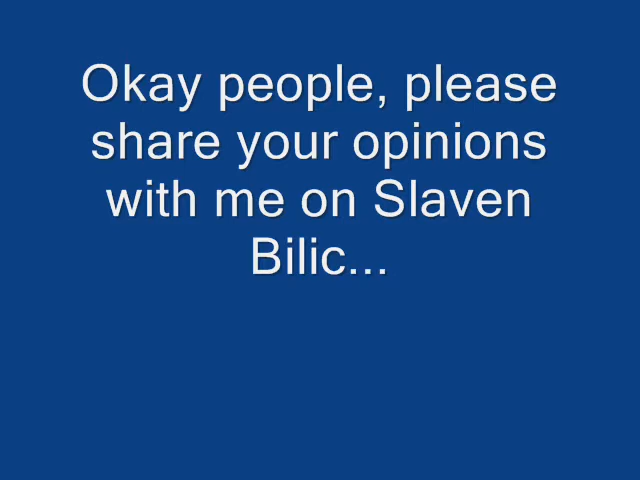 Okay people, please
share your opinions
with me on Slaven
Bilic...